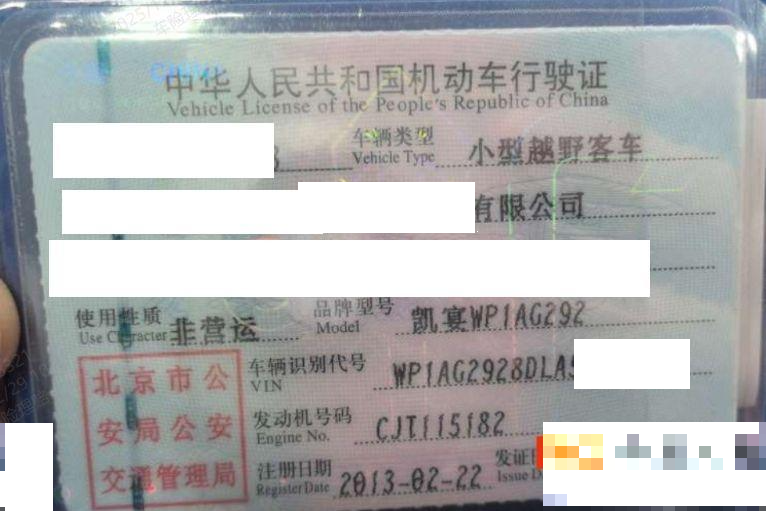 中华人民共和国机动车行驶证
Vehicle License of the People's Republic of China
车辆类型 小型越野客车
Vehicle Type
有限公司
使用性质 非营运 品牌型号 凯宴WP1AG292
Use Character Model
北京市公
安局公安
交通管理局
车辆识别代号 WP1AG2928DLA
VIN
发动机号码 CJT115182
Engine No.
注册日期 2013-02-22 发证
Register Date Issue